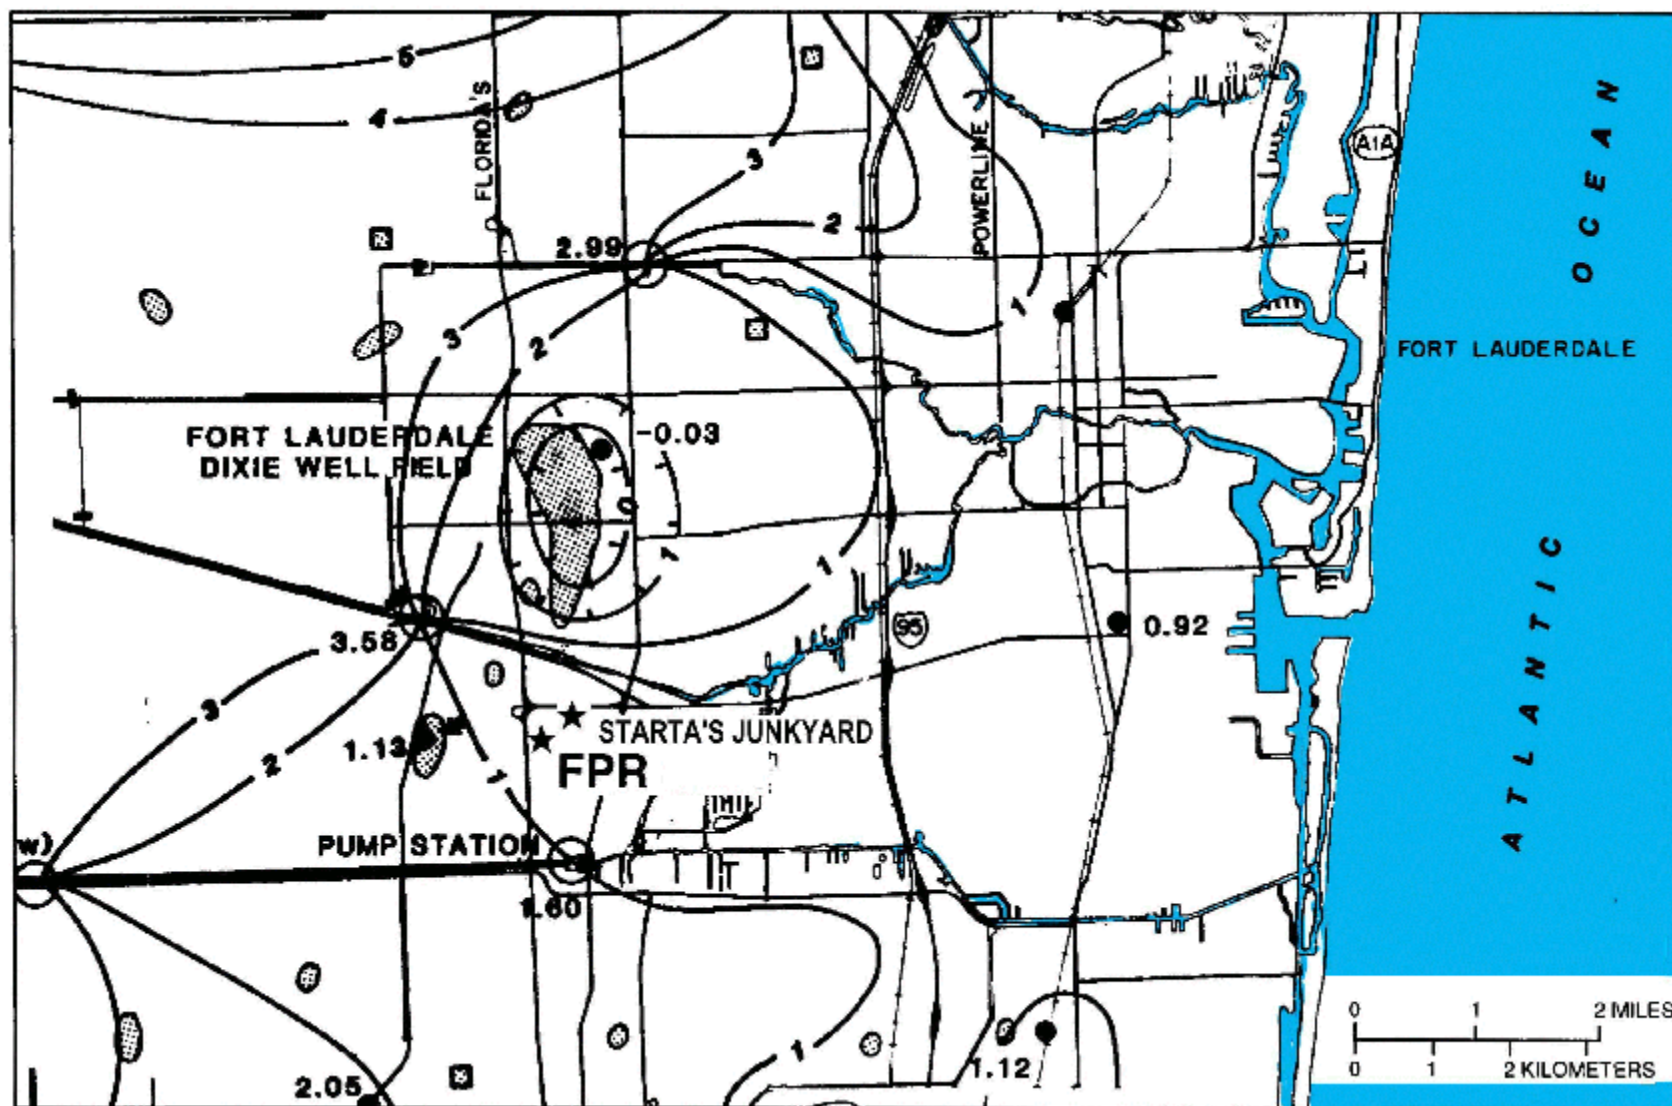 5
4
FLORIDA'S
3
POWERLINE
A1A
OCEAN
2
2.99
1
3
2
FORT LAUDERDALE
FORT LAUDERDALE
DIXIE WELL FIELD
-0.03
0
1
1
95
0.92
ATLANTIC
3.58
3
STARTA'S JUNKYARD
1.13
2
1
FPR
PUMP STATION
w)
1.60
0 1 2 MILES
1
1.12
0 1 2 KILOMETERS
2.05